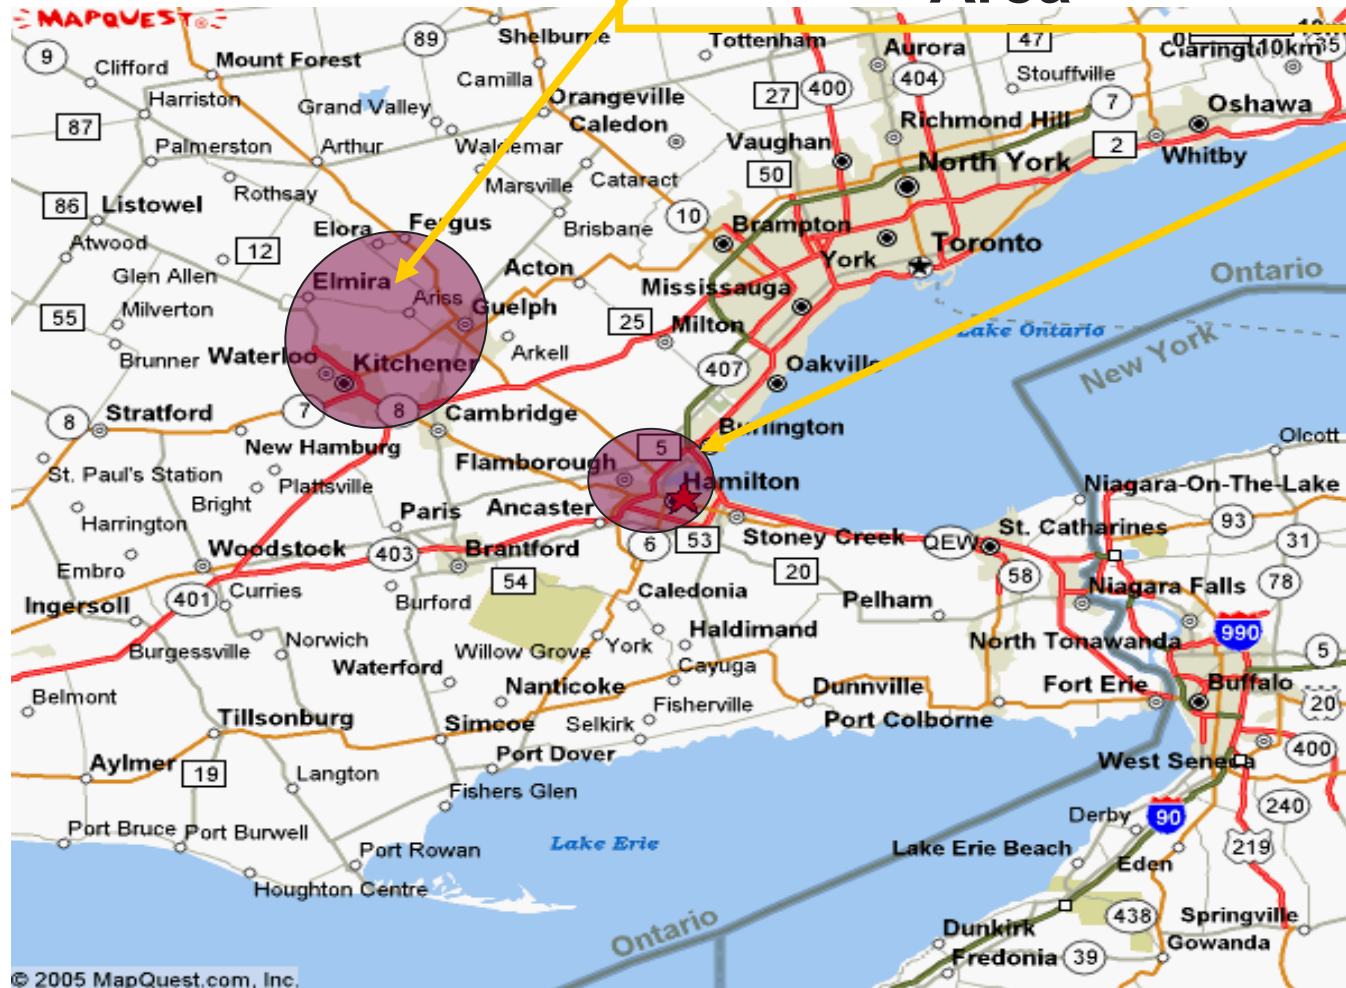 Area
MAPQUEST
9
89
Shelburne
Tottenham
Aurora
47
Clifford
Mount Forest
Camilla
400
404
Stouffville
10km
Harriston
Grand Valley
Orangeville
27
7
Oshawa
87
Caledon
Richmond Hill
Palmerston
Arthur
Waldemar
Vaughan
North York
2
Whitby
Rothsay
Marsville
Cataract
50
86
Listowel
10
Brampton
Elora
Fergus
Brisbane
Toronto
Atwood
12
York
Ontario
Glen Allen
Elmira
Acton
Mississauga
Milverton
Ariss
Guelph
55
25
Milton
Lake Ontario
Brunner
Waterloo
Kitchener
Arkell
407
Oakville
New York
8
Stratford
7
8
Cambridge
Burlington
New Hamburg
5
Olcott
St. Paul's Station
Flamborough
Hamilton
Niagara-On-The-Lake
Bright
Plattsville
Paris
Ancaster
St. Catharines
93
Harrington
403
6
53
Stoney Creek
QEW
31
Woodstock
Brantford
Embro
54
20
58
78
Ingersoll
401
Curries
Burford
Caledonia
Pelham
Niagara Falls
Norwich
Haldimand
North Tonawanda
990
Burgessville
Waterford
Willow Grove
York
Cayuga
5
Belmont
Nanticoke
Dunnville
Fort Erie
Buffalo
20
Tillsonburg
Simcoe
Selkirk
Fisherville
Port Colborne
400
Aylmer
19
Port Dover
West Seneca
Langton
Fishers Glen
240
Port Bruce
Port Burwell
Derby
90
Port Rowan
Lake Erie
Lake Erie Beach
219
Houghton Centre
Eden
Ontario
438
Springville
Dunkirk
Gowanda
Fredonia
39
© 2005 MapQuest.com, Inc.